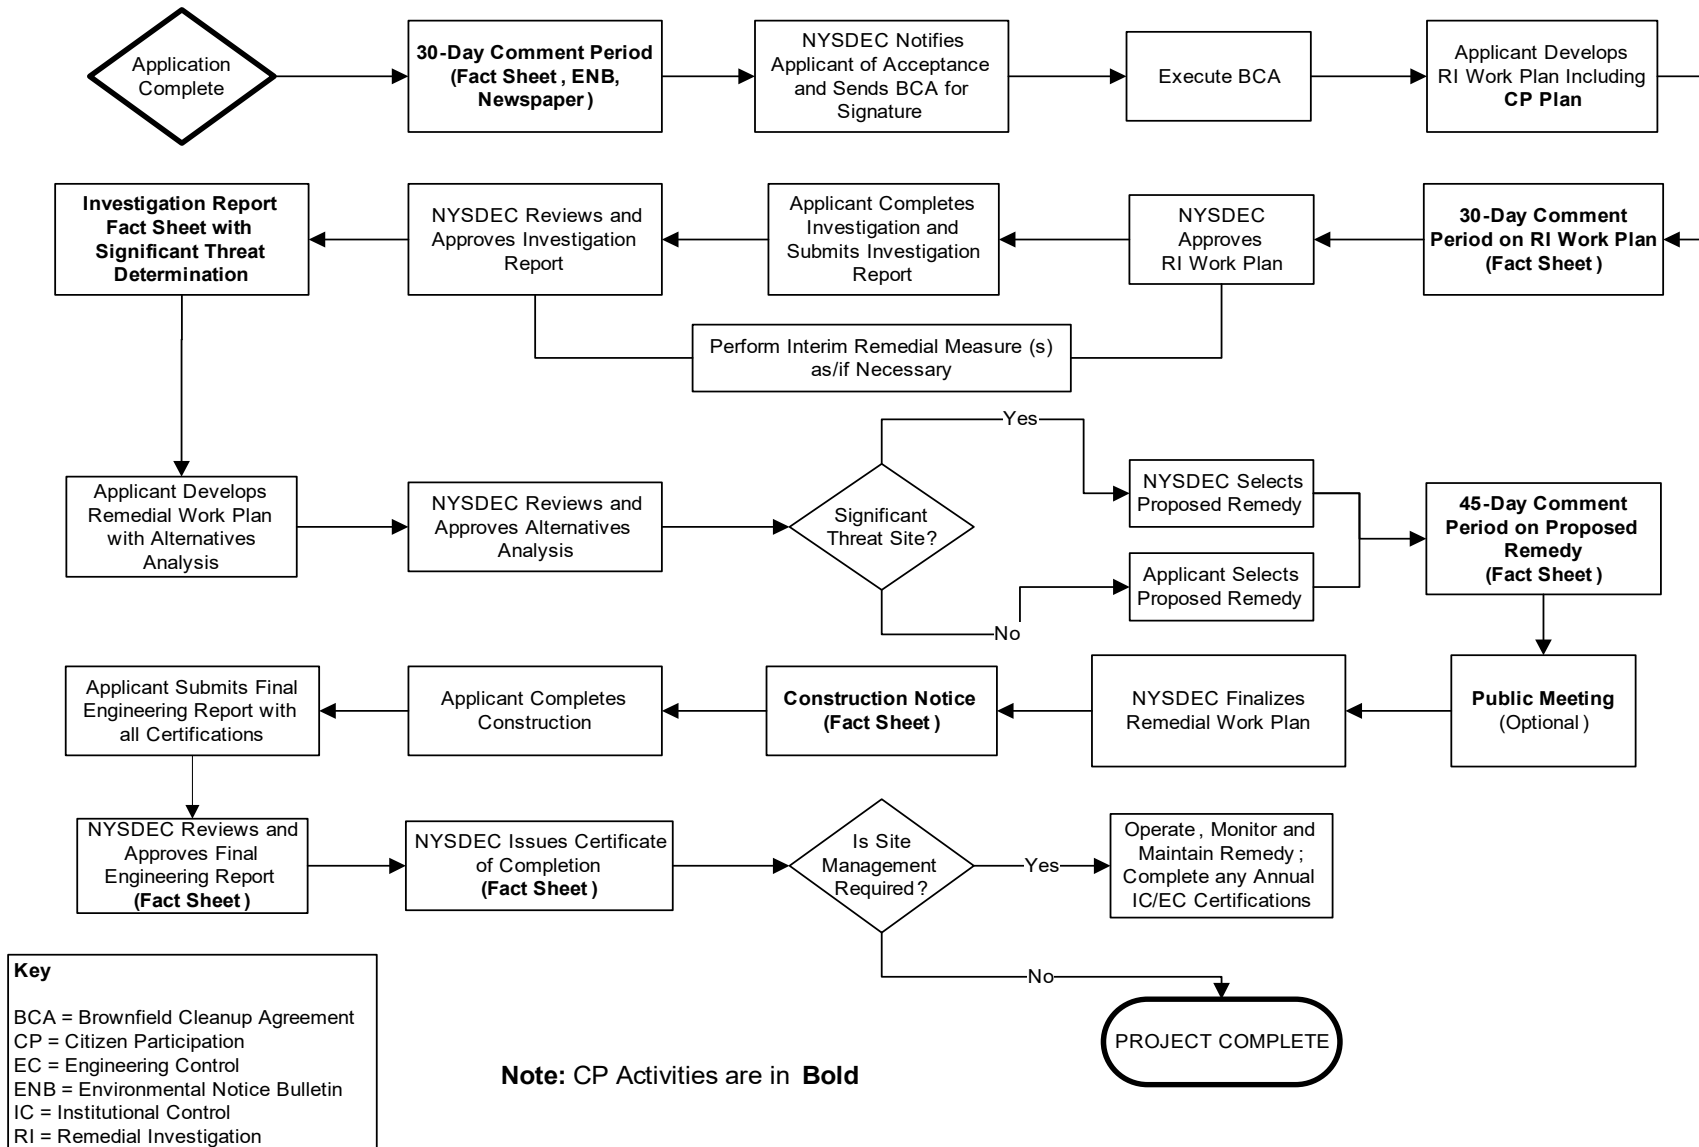 Application
Complete
30-Day Comment Period
(Fact Sheet, ENB,
Newspaper)
NYSDEC Notifies
Applicant of Acceptance
and Sends BCA for
Signature
Execute BCA
Applicant Develops
RI Work Plan Including
CP Plan
30-Day Comment
Period on RI Work Plan
(Fact Sheet)
NYSDEC
Approves
RI Work Plan
Applicant Completes
Investigation and
Submits Investigation
Report
NYSDEC Reviews and
Approves Investigation
Report
Investigation Report
Fact Sheet with
Significant Threat
Determination
Perform Interim Remedial Measure (s)
as/if Necessary
Applicant Develops
Remedial Work Plan
with Alternatives
Analysis
NYSDEC Reviews and
Approves Alternatives
Analysis
Significant
Threat Site?
Yes
No
NYSDEC Selects
Proposed Remedy
Applicant Selects
Proposed Remedy
45-Day Comment
Period on Proposed
Remedy
(Fact Sheet)
Public Meeting
(Optional)
NYSDEC Finalizes
Remedial Work Plan
Construction Notice
(Fact Sheet)
Applicant Completes
Construction
Applicant Submits Final
Engineering Report with
all Certifications
NYSDEC Reviews and
Approves Final
Engineering Report
(Fact Sheet)
NYSDEC Issues Certificate
of Completion
(Fact Sheet)
Is Site
Management
Required?
Yes
Operate, Monitor and
Maintain Remedy;
Complete any Annual
IC/EC Certifications
No
PROJECT COMPLETE
Key
BCA = Brownfield Cleanup Agreement
CP = Citizen Participation
EC = Engineering Control
ENB = Environmental Notice Bulletin
IC = Institutional Control
RI = Remedial Investigation
Note: CP Activities are in Bold